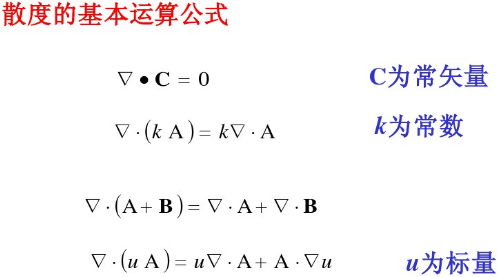 散度的基本运算公式
∇ • C = 0 C为常矢量
∇ · (k A) = k∇ · A k为常数
∇ · (A + B) = ∇ · A + ∇ · B
∇ · (u A) = u∇ · A + A · ∇u u为标量